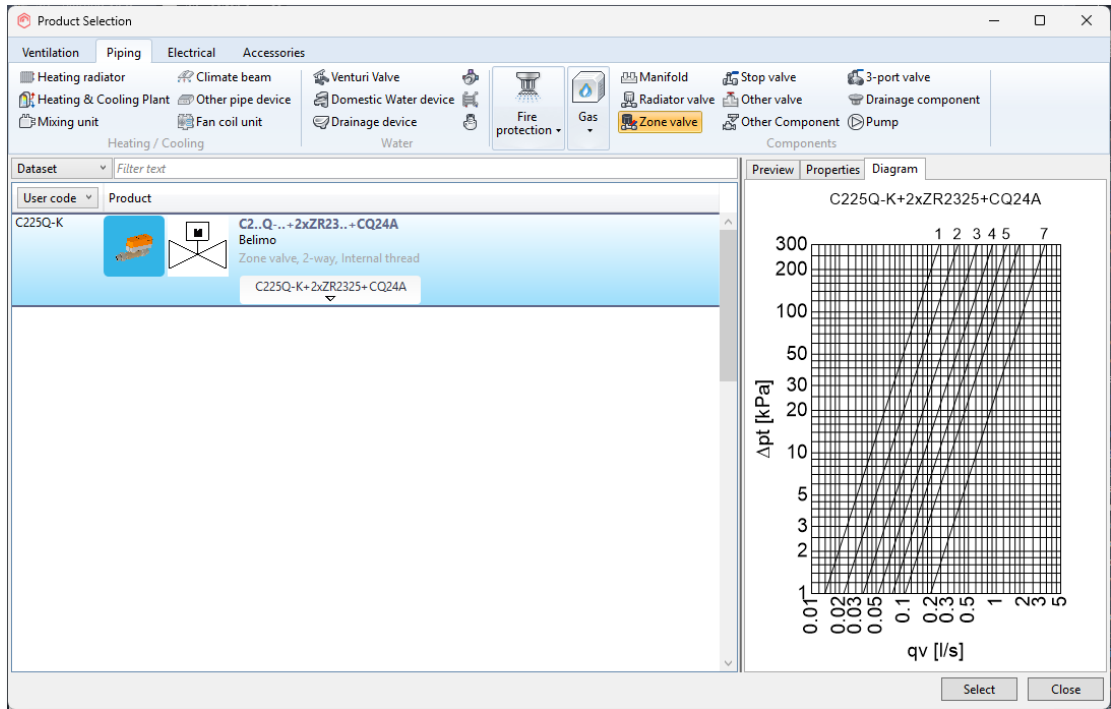 Product Selection
Ventilation Piping Electrical Accessories
Heating radiator Climate beam Venturi Valve Manifold Stop valve 3-port valve
Heating & Cooling Plant Other pipe device Domestic Water device Radiator valve Other valve Drainage component
Mixing unit Fan coil unit Drainage device Fire protection Gas Zone valve Other Component Pump
Heating / Cooling Water Components
Dataset Filter text Preview Properties Diagram
User code Product
C225Q-K C2..Q-..+2xZR23..+CQ24A
Belimo
Zone valve, 2-way, Internal thread
C225Q-K+2xZR2325+CQ24A
C225Q-K+2xZR2325+CQ24A
1 2 3 4 5 7
300
200
100
50
30
20
10
5
3
2
1
Δpt [kPa]
0.01 0.02 0.03 0.05 0.1 0.2 0.3 0.5 1 2 3 5
qv [l/s]
M
Select Close